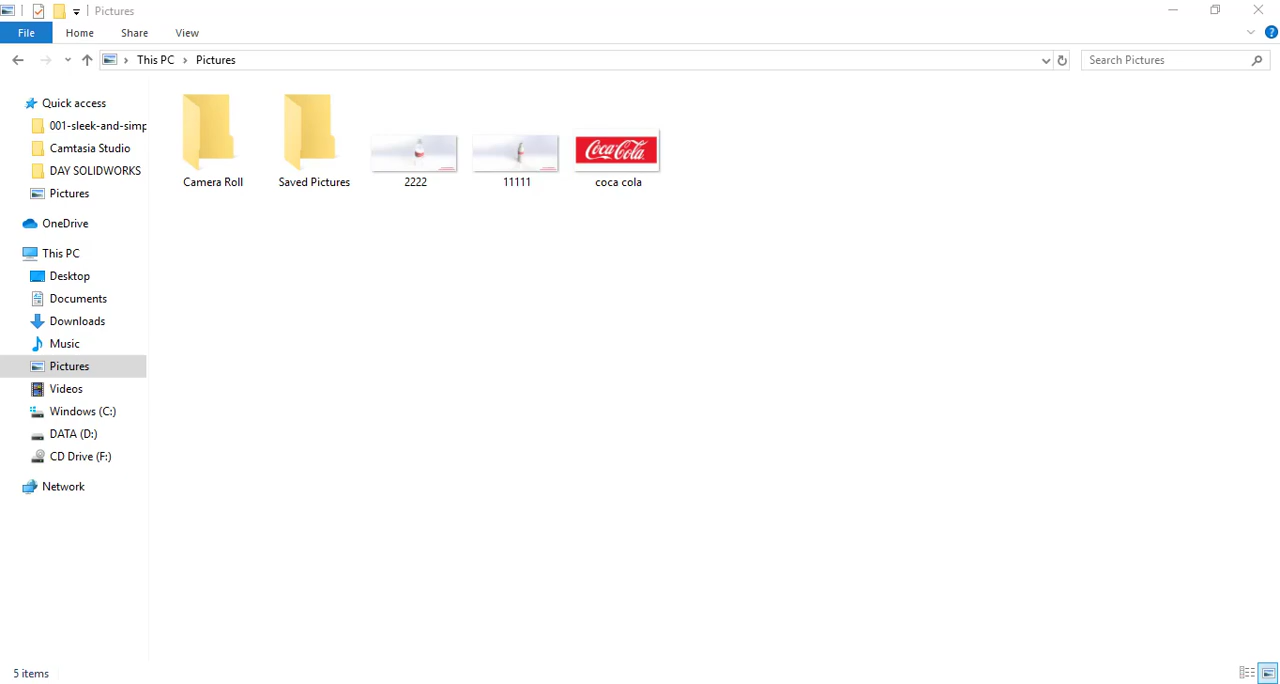 Pictures
File Home Share View
This PC Pictures
Search Pictures
Quick access
001-sleek-and-simp
Camtasia Studio
DAY SOLIDWORKS
Pictures
OneDrive
This PC
Desktop
Documents
Downloads
Music
Pictures
Videos
Windows (C:)
DATA (D:)
CD Drive (F:)
Network
Coca-Cola
Camera Roll Saved Pictures 2222 11111 coca cola
5 items